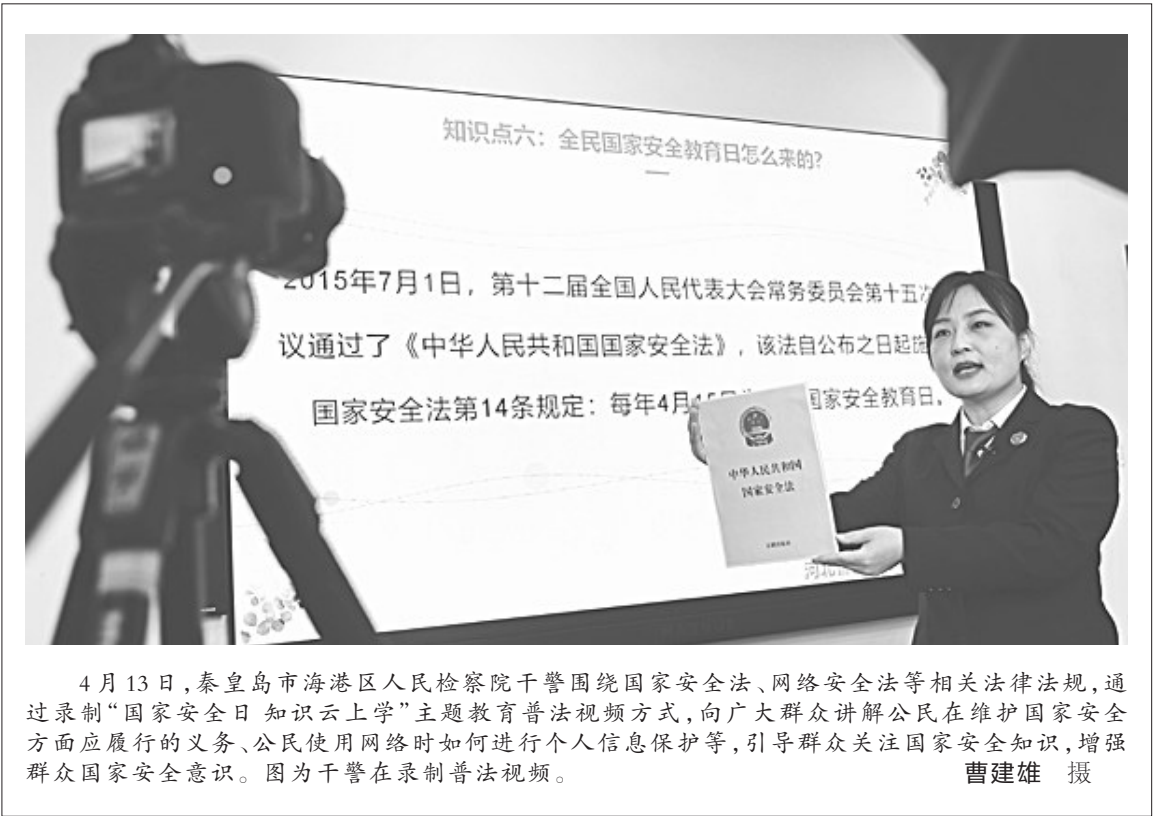 知识点六：全民国家安全教育日怎么来的?
2015年7月1日，第十二届全国人民代表大会常务委员会第十五次
议通过了《中华人民共和国国家安全法》，该法自公布之日起施
国家安全法第14条规定：每年4月15日 国家安全教育日。
中华人民共和国
国家安全法
河北
4月13日,秦皇岛市海港区人民检察院干警围绕国家安全法、网络安全法等相关法律法规,通
过录制“国家安全日 知识云上学”主题教育普法视频方式,向广大群众讲解公民在维护国家安全
方面应履行的义务、公民使用网络时如何进行个人信息保护等,引导群众关注国家安全知识,增强
群众国家安全意识。图为干警在录制普法视频。 曹建雄 摄